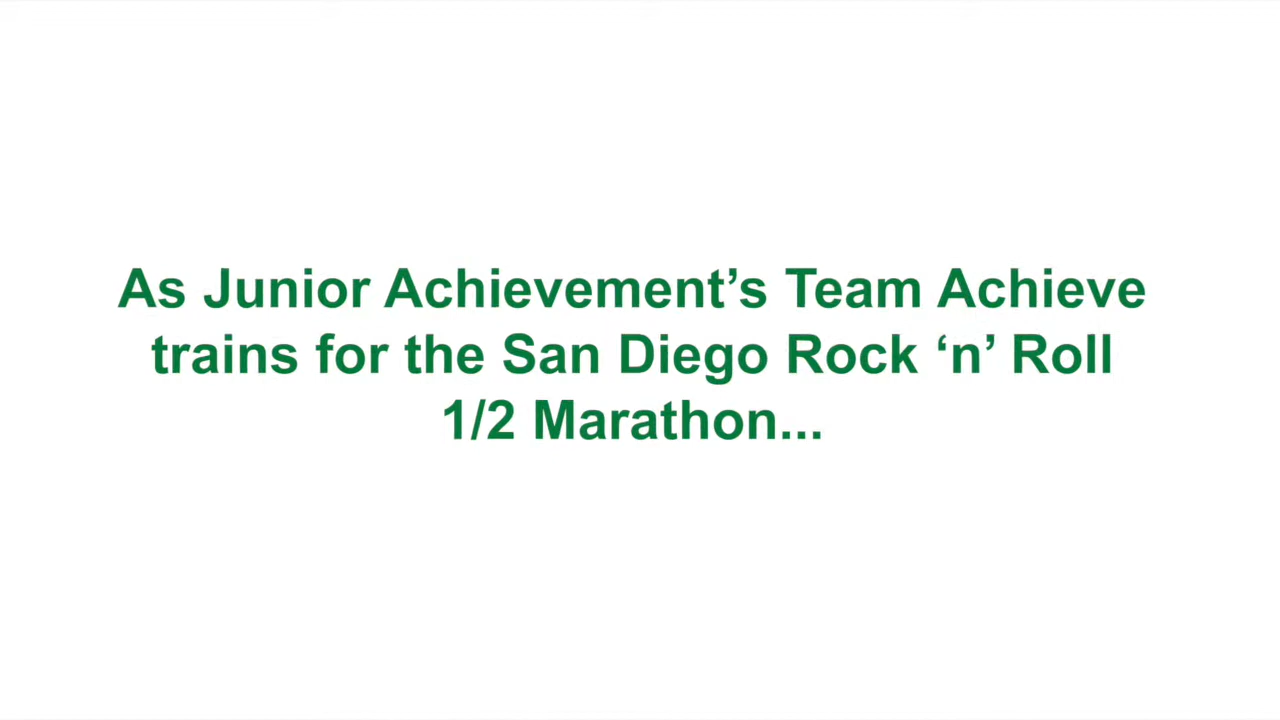 As Junior Achievement’s Team Achieve
trains for the San Diego Rock ‘n’ Roll
1/2 Marathon...